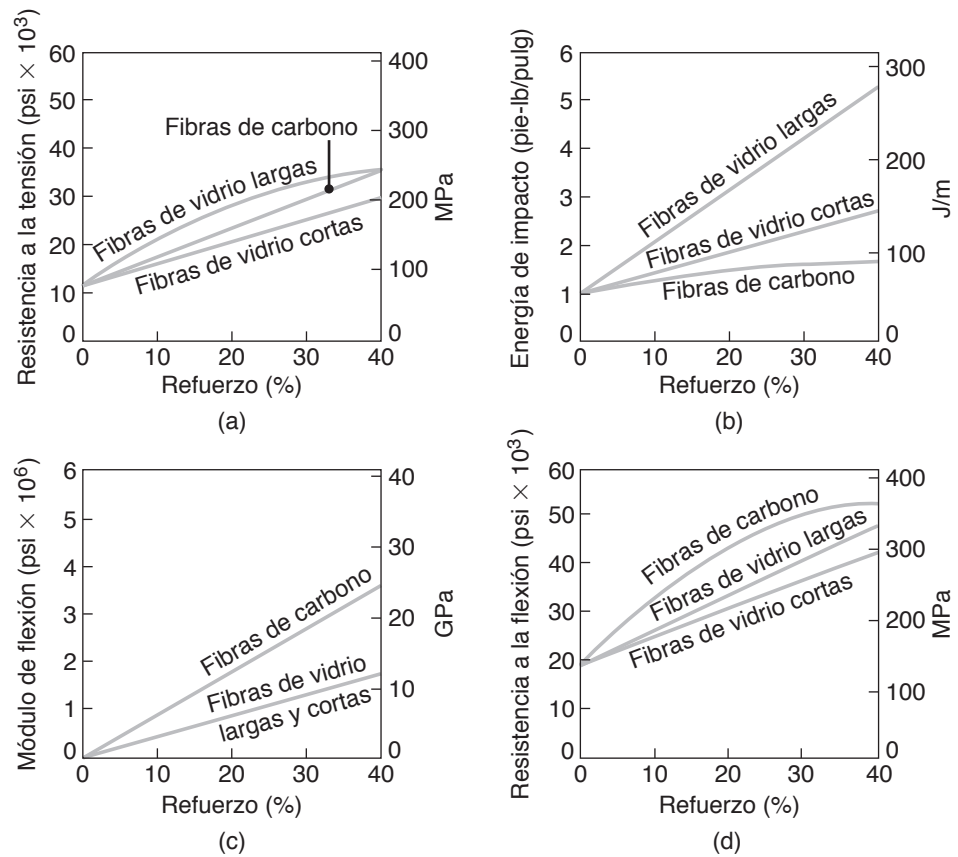 Resistencia a la tensión (psi × 10³)
60
50
40
30
20
10
0
400
300
200
100
0
MPa
Fibras de carbono
Fibras de vidrio largas
Fibras de vidrio cortas
0 10 20 30 40
Refuerzo (%)
(a)
Energía de impacto (pie-lb/pulg)
6
5
4
3
2
1
0
300
200
100
0
J/m
Fibras de vidrio largas
Fibras de vidrio cortas
Fibras de carbono
0 10 20 30 40
Refuerzo (%)
(b)
Módulo de flexión (psi × 10⁶)
6
5
4
3
2
1
0
40
30
20
10
0
GPa
Fibras de carbono
Fibras de vidrio
largas y cortas
0 10 20 30 40
Refuerzo (%)
(c)
Resistencia a la flexión (psi × 10³)
60
50
40
30
20
10
0
400
300
200
100
0
MPa
Fibras de carbono
Fibras de vidrio largas
Fibras de vidrio cortas
0 10 20 30 40
Refuerzo (%)
(d)